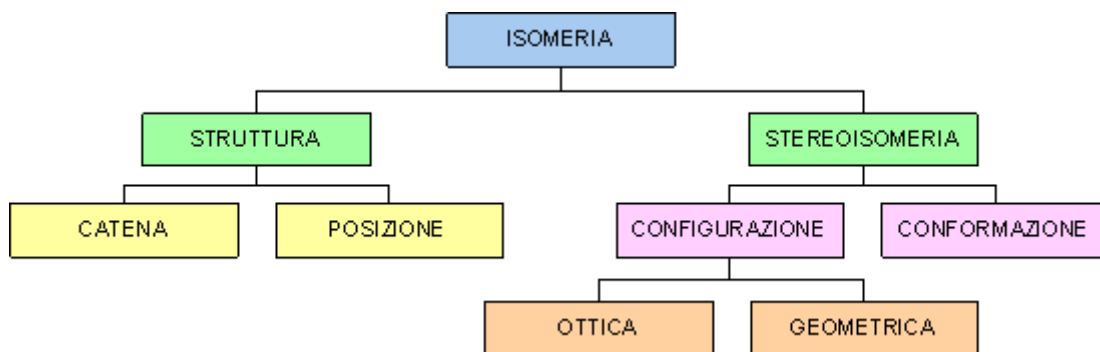 ISOMERIA
STRUTTURA
STEREOISOMERIA
CATENA
POSIZIONE
CONFIGURAZIONE
CONFORMAZIONE
OTTICA
GEOMETRICA